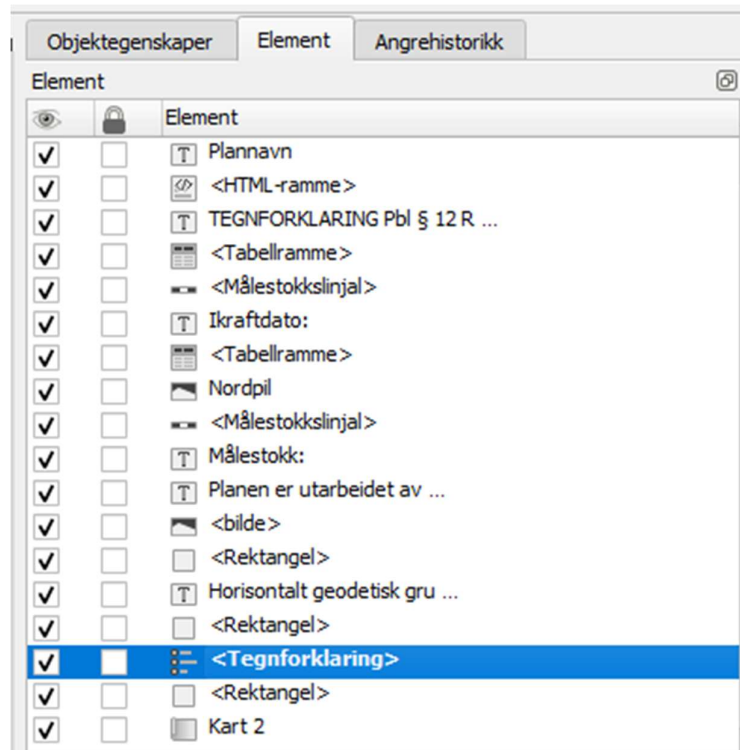 Objektegenskaper Element Angrehistorikk
Element
Element
Plannavn
<HTML-ramme>
TEGNFORKLARING Pbl § 12 R ...
<Tabellramme>
<Målestokkslinjal>
Ikraftdato:
<Tabellramme>
Nordpil
<Målestokkslinjal>
Målestokk:
Planen er utarbeidet av ...
<bilde>
<Rektangel>
Horisontalt geodetisk gru ...
<Rektangel>
<Tegnforklaring>
<Rektangel>
Kart 2